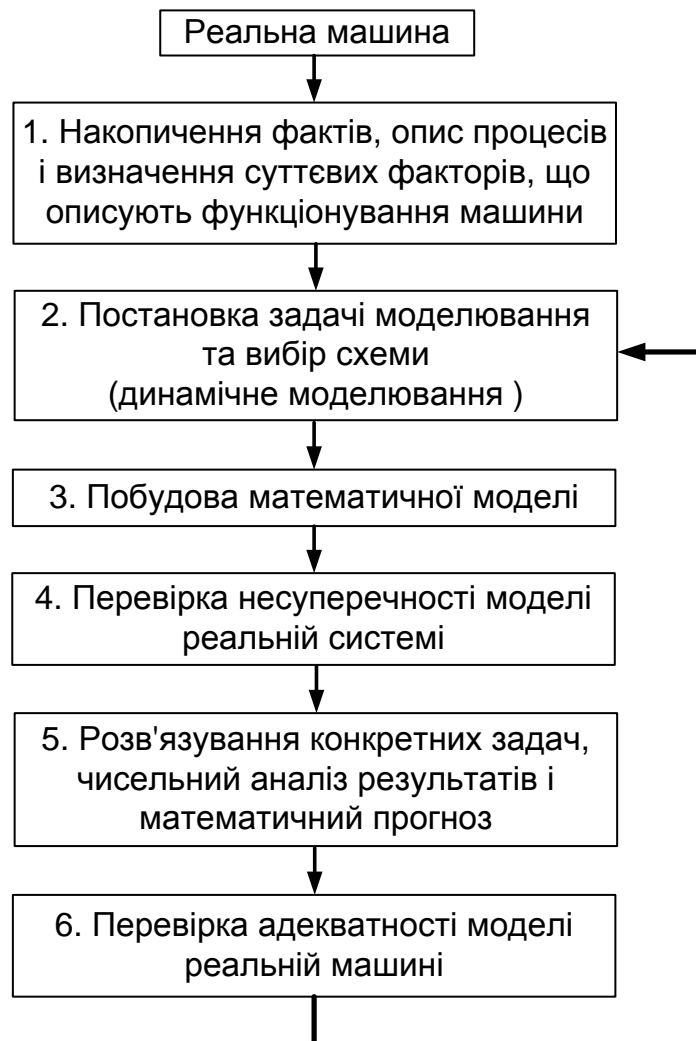 Реальна машина
1. Накопичення фактів, опис процесів
і визначення суттєвих факторів, що
описують функціонування машини
2. Постановка задачі моделювання
та вибір схеми
(динамічне моделювання )
3. Побудова математичної моделі
4. Перевірка несуперечності моделі
реальній системі
5. Розв'язування конкретних задач,
чисельний аналіз результатів і
математичний прогноз
6. Перевірка адекватності моделі
реальній машині